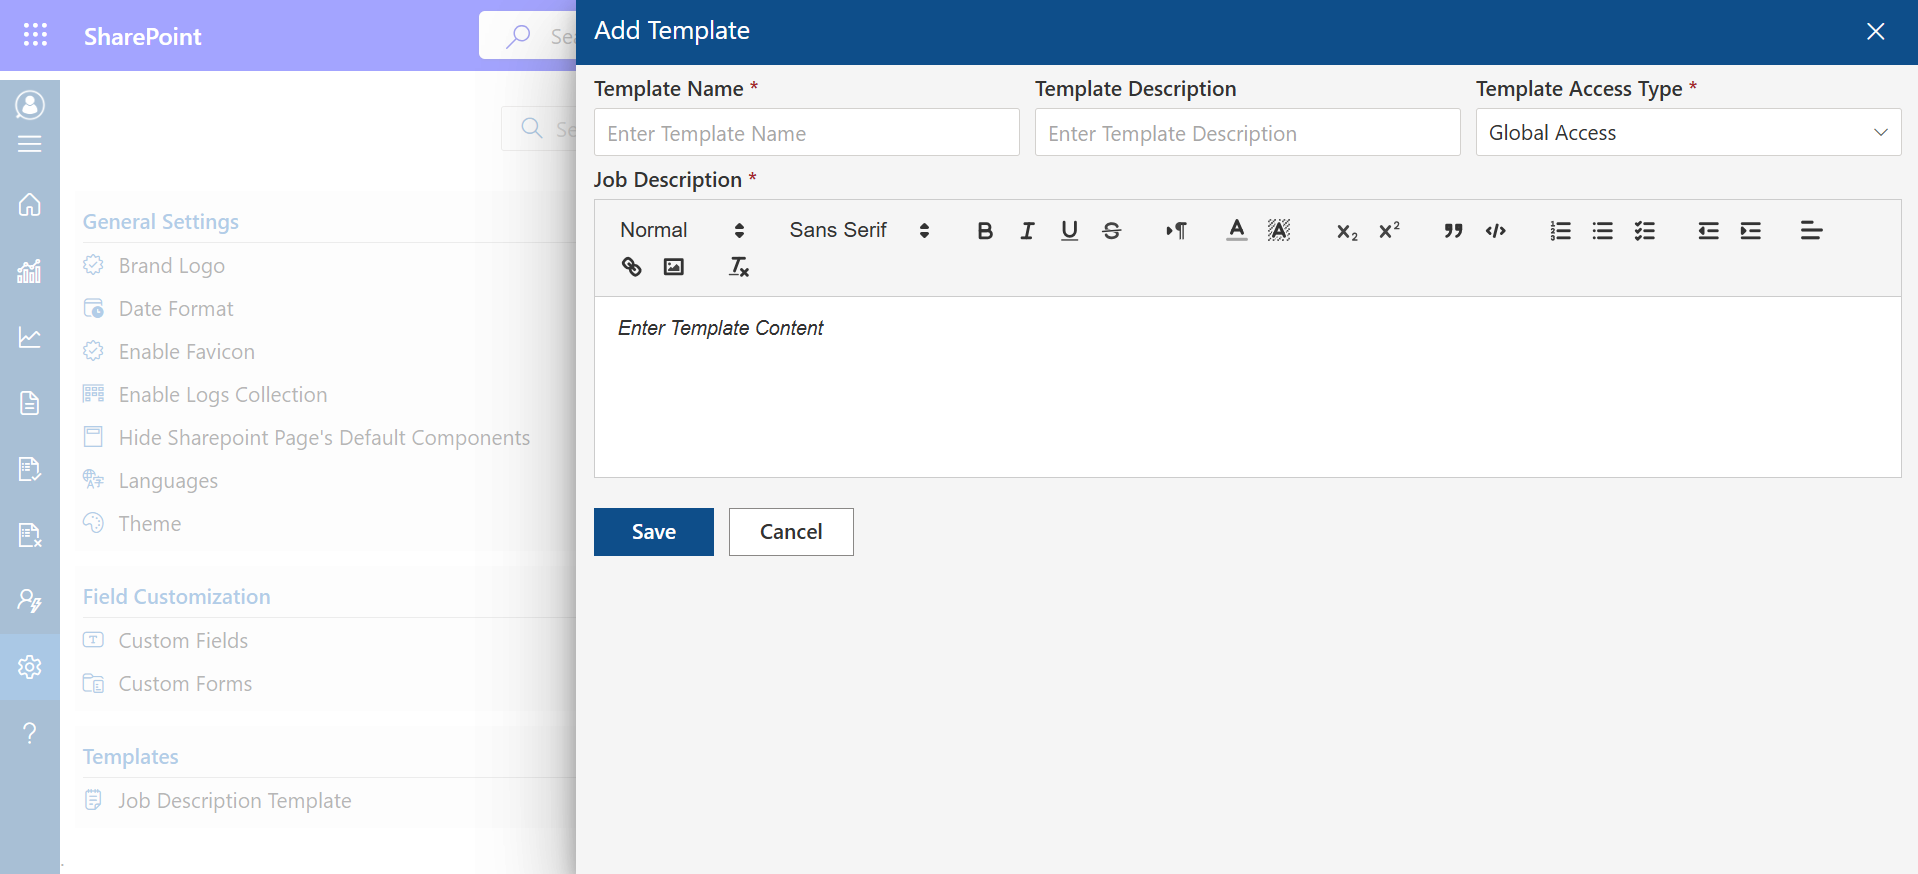 SharePoint
Sea
Se
General Settings
Brand Logo
Date Format
Enable Favicon
Enable Logs Collection
Hide Sharepoint Page's Default Components
Languages
Theme
Field Customization
Custom Fields
Custom Forms
Templates
Job Description Template
Add Template
Template Name *
Template Description
Template Access Type *
Enter Template Name
Enter Template Description
Global Access
Job Description *
Normal
Sans Serif
Enter Template Content
Save
Cancel